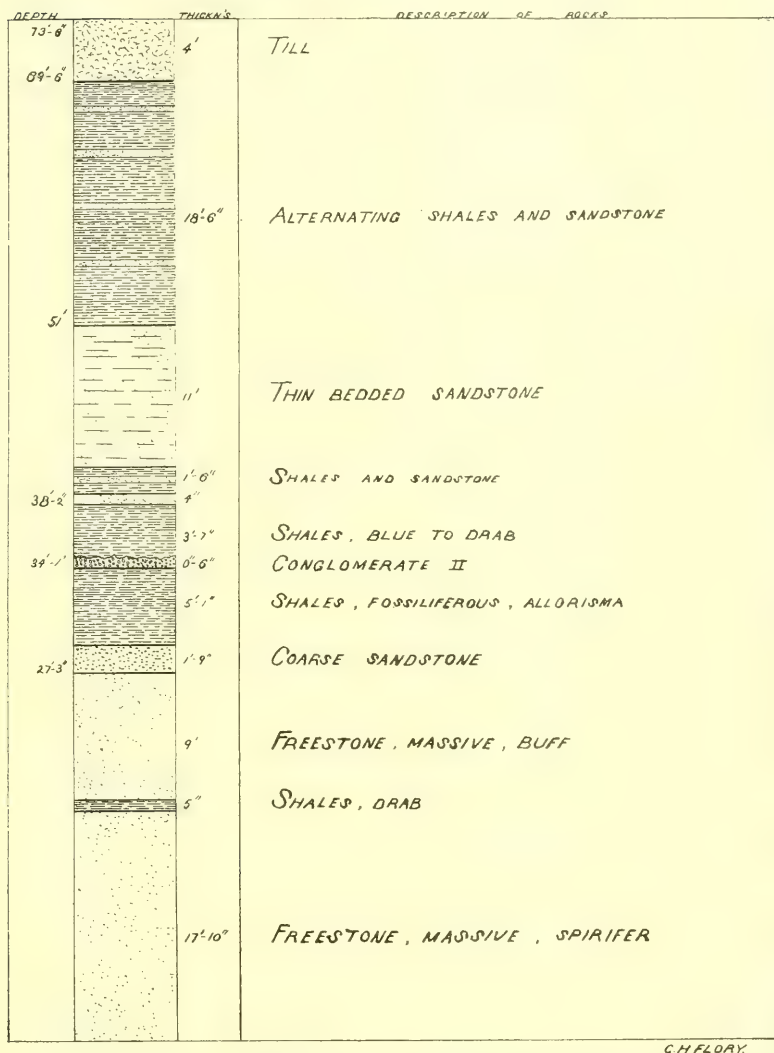 DEPTH THICKN'S DESCRIPTION OF ROCKS
73'-6"
4' TILL
69'-6"
18'-6" ALTERNATING SHALES AND SANDSTONE
51'
11' THIN BEDDED SANDSTONE
1'-6" SHALES AND SANDSTONE
38'-2" 4"
3'-7" SHALES, BLUE TO DRAB
34'-1' 0"-6" CONGLOMERATE II
5'-1" SHALES, FOSSILIFEROUS, ALLORISMA
27'-3" 1'-9" COARSE SANDSTONE
9' FREESTONE, MASSIVE, BUFF
5" SHALES, DRAB
17'-10" FREESTONE, MASSIVE, SPIRIFER
C.H FLORY.